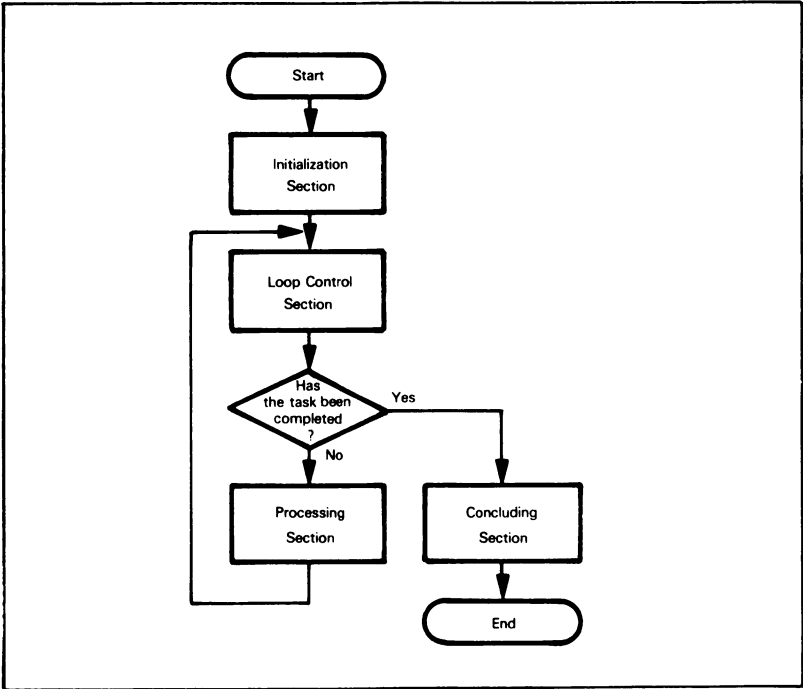 Start
Initialization
Section
Loop Control
Section
Has
the task been
completed
?
Yes
No
Processing
Section
Concluding
Section
End